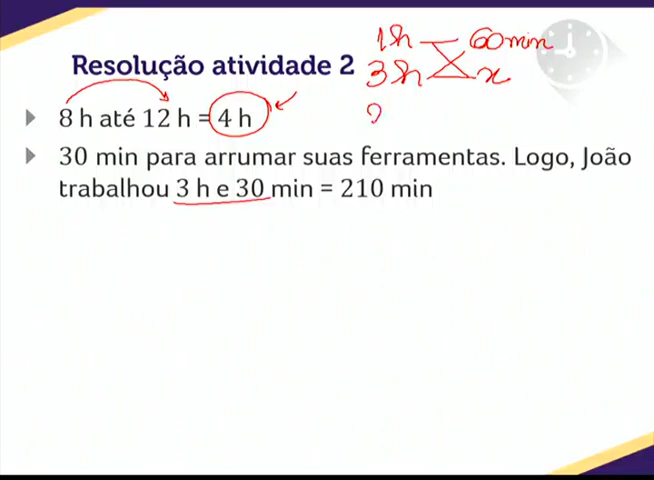 1h 60min
Resolução atividade 2
3h x
8 h até 12 h = 4 h
30 min para arrumar suas ferramentas. Logo, João
trabalhou 3 h e 30 min = 210 min